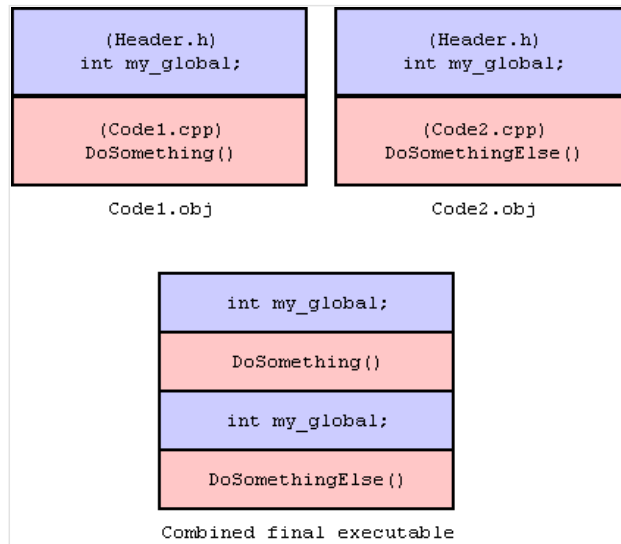 (Header.h)
int my_global;
(Code1.cpp)
DoSomething()
Code1.obj
(Header.h)
int my_global;
(Code2.cpp)
DoSomethingElse()
Code2.obj
int my_global;
DoSomething()
int my_global;
DoSomethingElse()
Combined final executable